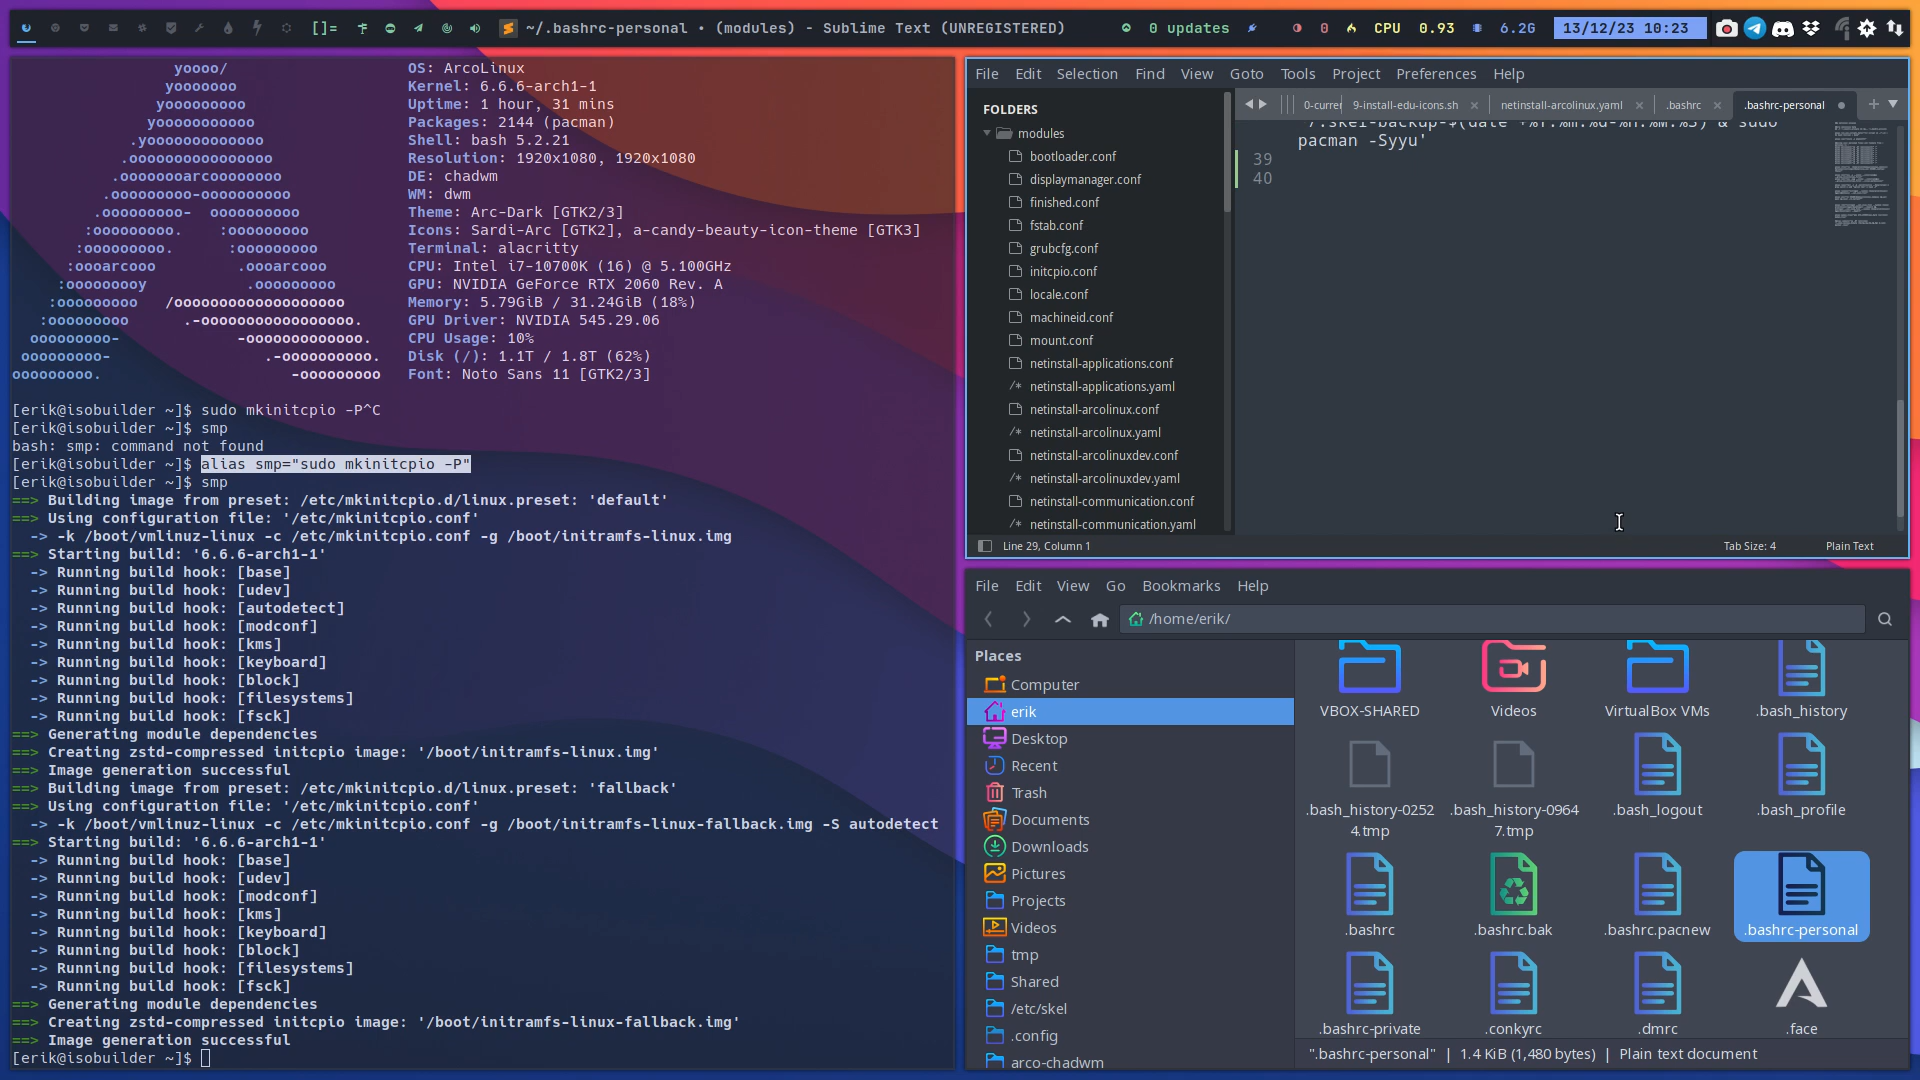 []=
~/.bashrc-personal • (modules) - Sublime Text (UNREGISTERED)
0 updates
0
CPU 0.93
6.2G
13/12/23 10:23
yoooo/
yooooooo
yooooooooo
yooooooooooo
.yooooooooooooo
.oooooooooooooooo
.oooooooarcoooooooo
.ooooooooo-oooooooooo
.ooooooooo-  oooooooooo
:ooooooooo.    :ooooooooo
:ooooooooo.      :ooooooooo
:oooarcooo         .oooarcooo
:ooooooooy           .ooooooooo
:ooooooooo   /ooooooooooooooooooo
:ooooooooo      .-ooooooooooooooooo.
ooooooooo-             -ooooooooooooo.
ooooooooo-                 .-oooooooooo.
ooooooooo.                     -ooooooooo
OS: ArcoLinux
Kernel: 6.6.6-arch1-1
Uptime: 1 hour, 31 mins
Packages: 2144 (pacman)
Shell: bash 5.2.21
Resolution: 1920x1080, 1920x1080
DE: chadwm
WM: dwm
Theme: Arc-Dark [GTK2/3]
Icons: Sardi-Arc [GTK2], a-candy-beauty-icon-theme [GTK3]
Terminal: alacritty
CPU: Intel i7-10700K (16) @ 5.100GHz
GPU: NVIDIA GeForce RTX 2060 Rev. A
Memory: 5.79GiB / 31.24GiB (18%)
GPU Driver: NVIDIA 545.29.06
CPU Usage: 10%
Disk (/): 1.1T / 1.8T (62%)
Font: Noto Sans 11 [GTK2/3]
[erik@isobuilder ~]$ sudo mkinitcpio -P^C
[erik@isobuilder ~]$ smp
bash: smp: command not found
[erik@isobuilder ~]$ alias smp="sudo mkinitcpio -P"
[erik@isobuilder ~]$ smp
==> Building image from preset: /etc/mkinitcpio.d/linux.preset: 'default'
==> Using configuration file: '/etc/mkinitcpio.conf'
-> -k /boot/vmlinuz-linux -c /etc/mkinitcpio.conf -g /boot/initramfs-linux.img
==> Starting build: '6.6.6-arch1-1'
-> Running build hook: [base]
-> Running build hook: [udev]
-> Running build hook: [autodetect]
-> Running build hook: [modconf]
-> Running build hook: [kms]
-> Running build hook: [keyboard]
-> Running build hook: [block]
-> Running build hook: [filesystems]
-> Running build hook: [fsck]
==> Generating module dependencies
==> Creating zstd-compressed initcpio image: '/boot/initramfs-linux.img'
==> Image generation successful
==> Building image from preset: /etc/mkinitcpio.d/linux.preset: 'fallback'
==> Using configuration file: '/etc/mkinitcpio.conf'
-> -k /boot/vmlinuz-linux -c /etc/mkinitcpio.conf -g /boot/initramfs-linux-fallback.img -S autodetect
==> Starting build: '6.6.6-arch1-1'
-> Running build hook: [base]
-> Running build hook: [udev]
-> Running build hook: [modconf]
-> Running build hook: [kms]
-> Running build hook: [keyboard]
-> Running build hook: [block]
-> Running build hook: [filesystems]
-> Running build hook: [fsck]
==> Generating module dependencies
==> Creating zstd-compressed initcpio image: '/boot/initramfs-linux-fallback.img'
==> Image generation successful
[erik@isobuilder ~]$
File Edit Selection Find View Goto Tools Project Preferences Help
FOLDERS
modules
bootloader.conf
displaymanager.conf
finished.conf
fstab.conf
grubcfg.conf
initcpio.conf
locale.conf
machineid.conf
mount.conf
netinstall-applications.conf
/* netinstall-applications.yaml
netinstall-arcolinux.conf
/* netinstall-arcolinux.yaml
netinstall-arcolinuxdev.conf
/* netinstall-arcolinuxdev.yaml
netinstall-communication.conf
/* netinstall-communication.yaml
0-curre
9-install-edu-icons.sh
netinstall-arcolinux.yaml
.bashrc
.bashrc-personal
~/.skel-backup-$(date +%Y.%m.%d-%H.%M.%S) & sudo
pacman -Syyu'
39
40
Line 29, Column 1
Tab Size: 4
Plain Text
File Edit View Go Bookmarks Help
/home/erik/
Places
Computer
erik
Desktop
Recent
Trash
Documents
Downloads
Pictures
Projects
Videos
tmp
Shared
/etc/skel
.config
arco-chadwm
VBOX-SHARED
Videos
VirtualBox VMs
.bash_history
.bash_history-0252
4.tmp
.bash_history-0964
7.tmp
.bash_logout
.bash_profile
.bashrc
.bashrc.bak
.bashrc.pacnew
.bashrc-personal
.bashrc-private
.conkyrc
.dmrc
.face
".bashrc-personal" | 1.4 KiB (1,480 bytes) | Plain text document